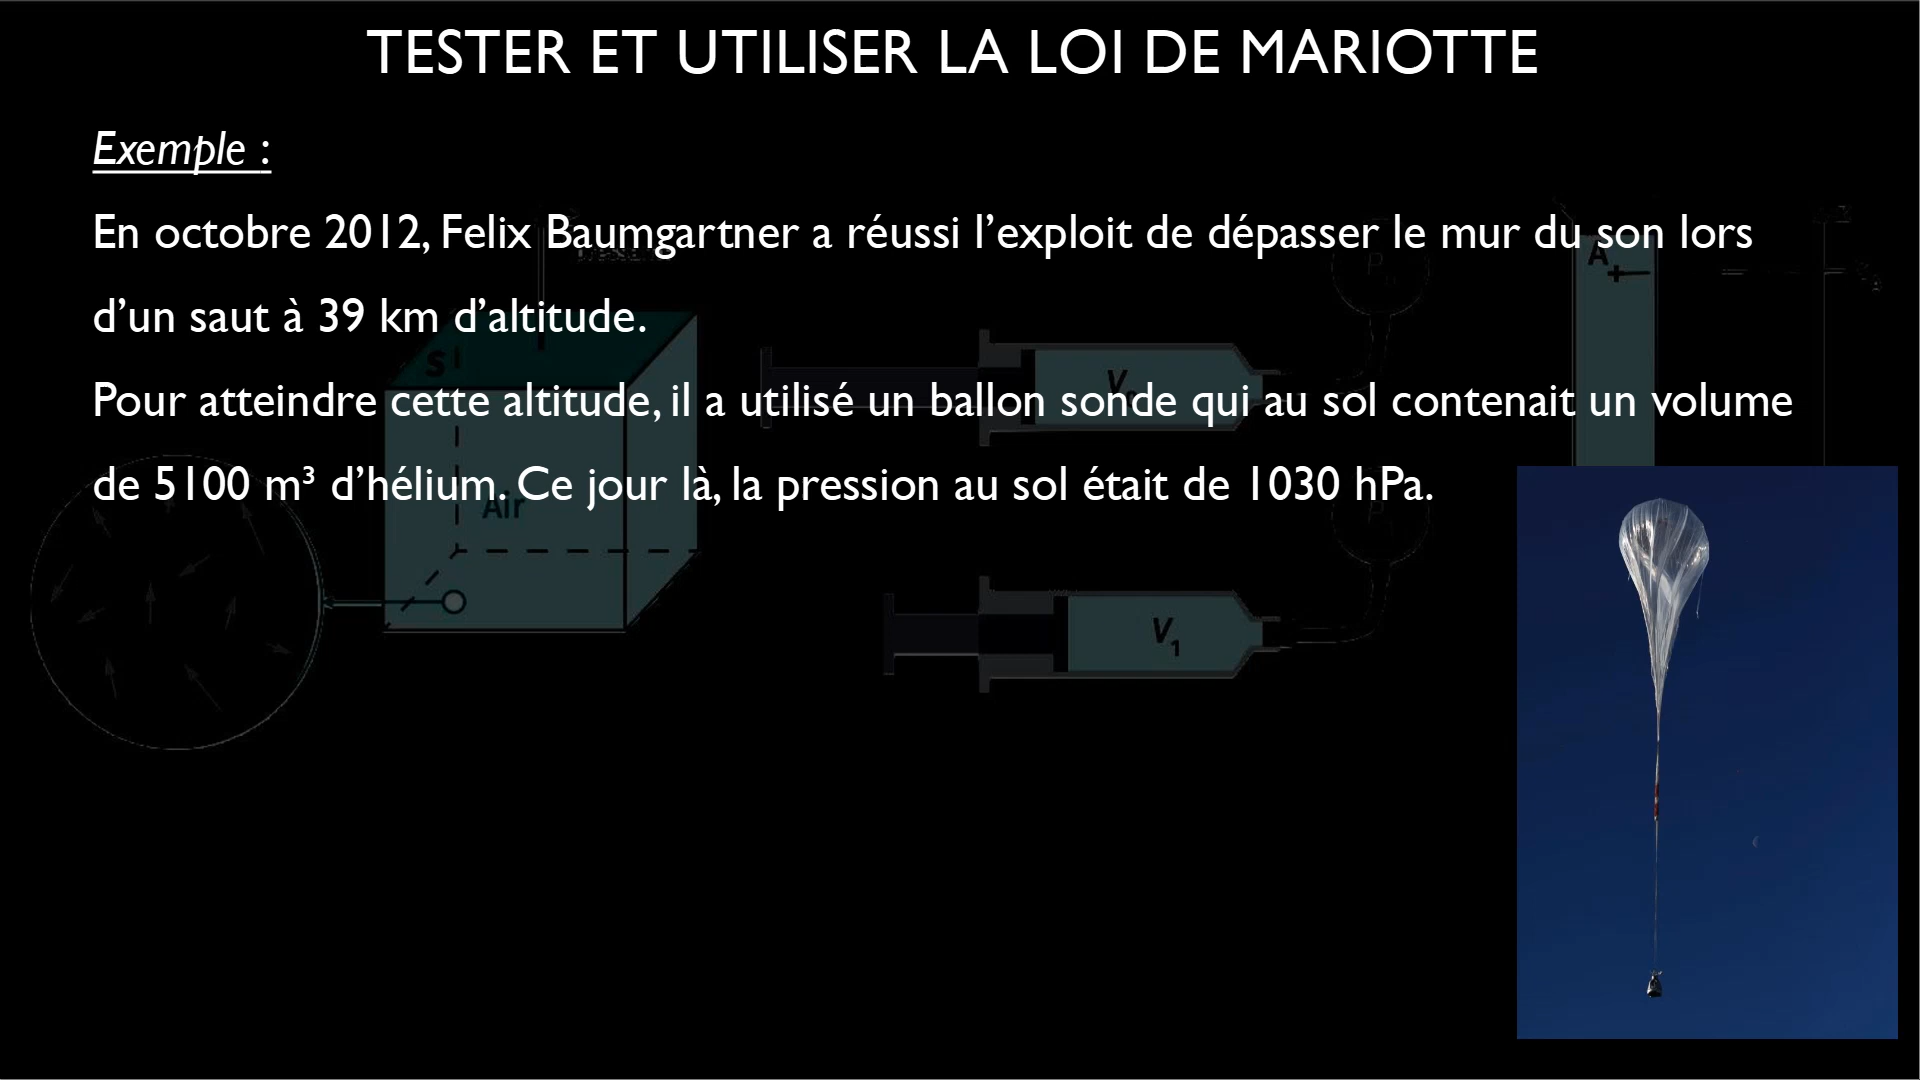 TESTER ET UTILISER LA LOI DE MARIOTTE
Exemple :
En octobre 2012, Felix Baumgartner a réussi l’exploit de dépasser le mur du son lors
d’un saut à 39 km d’altitude.
Pour atteindre cette altitude, il a utilisé un ballon sonde qui au sol contenait un volume
de 5100 m³ d’hélium. Ce jour là, la pression au sol était de 1030 hPa.
A
S
V₀
Air
V₁